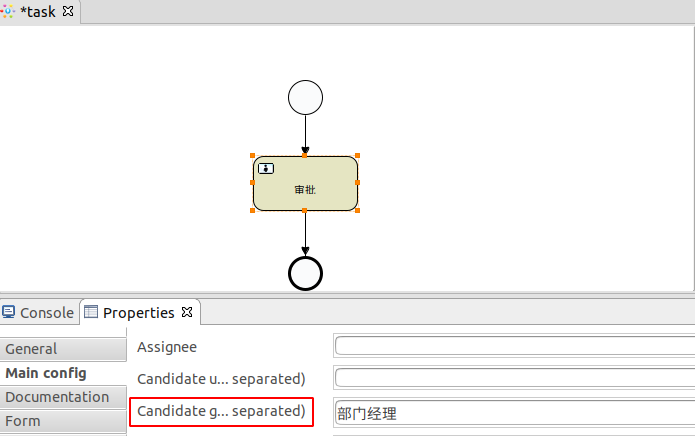 *task
审批
Console
Properties
General
Main config
Documentation
Form
Assignee
Candidate u... separated)
Candidate g... separated)
部门经理